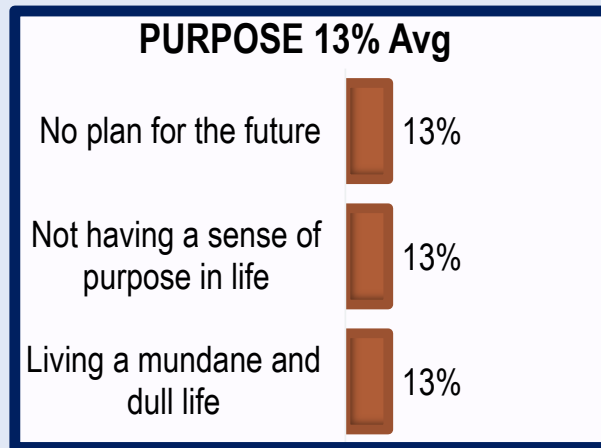 PURPOSE 13% Avg
No plan for the future
13%
Not having a sense of
purpose in life
13%
Living a mundane and
dull life
13%